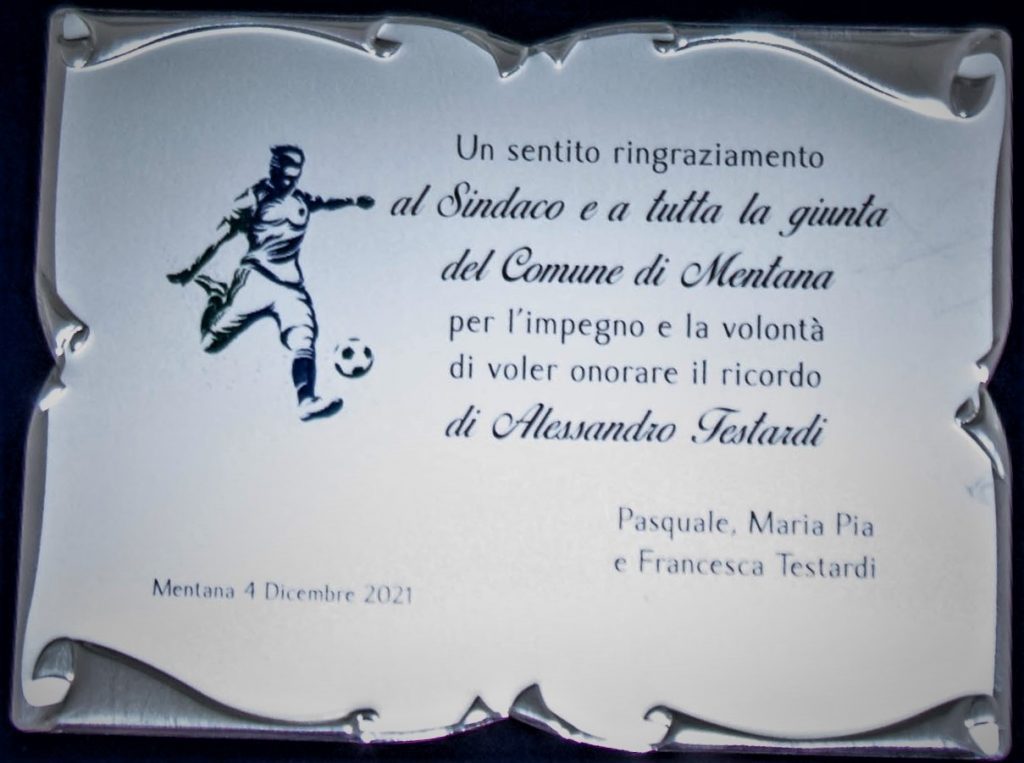 Un sentito ringraziamento
al Sindaco e a tutta la giunta
del Comune di Mentana
per l'impegno e la volontà
di voler onorare il ricordo
di Alessandro Testardi
Pasquale, Maria Pia
e Francesca Testardi
Mentana 4 Dicembre 2021